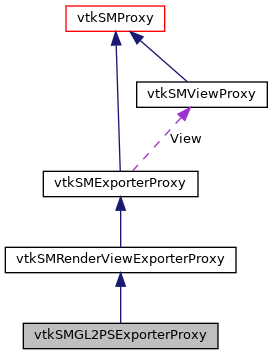 vtkSMProxy
vtkSMViewProxy
View
vtkSMExporterProxy
vtkSMRenderViewExporterProxy
vtkSMGL2PSExporterProxy